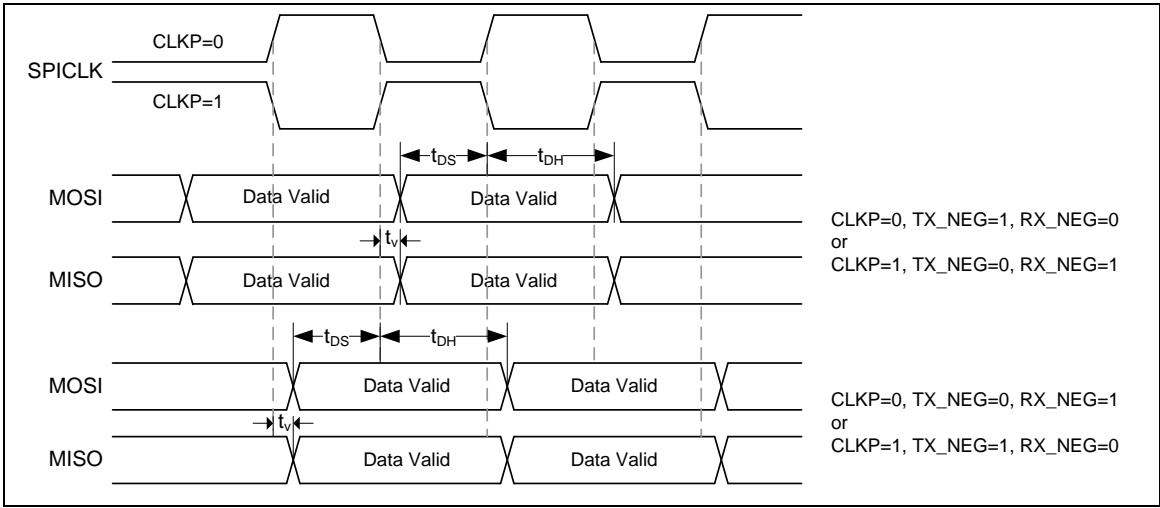 CLKP=0
SPICLK
CLKP=1
tDS
tDH
MOSI
Data Valid
Data Valid
CLKP=0, TX_NEG=1, RX_NEG=0
or
CLKP=1, TX_NEG=0, RX_NEG=1
tv
MISO
Data Valid
Data Valid
tDS
tDH
MOSI
Data Valid
Data Valid
CLKP=0, TX_NEG=0, RX_NEG=1
or
CLKP=1, TX_NEG=1, RX_NEG=0
tv
MISO
Data Valid
Data Valid